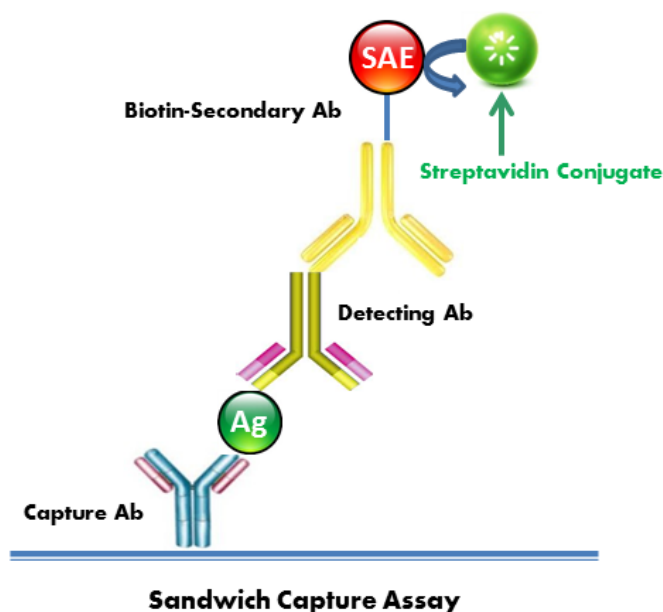 SAE
Biotin-Secondary Ab
Streptavidin Conjugate
Detecting Ab
Ag
Capture Ab
Sandwich Capture Assay